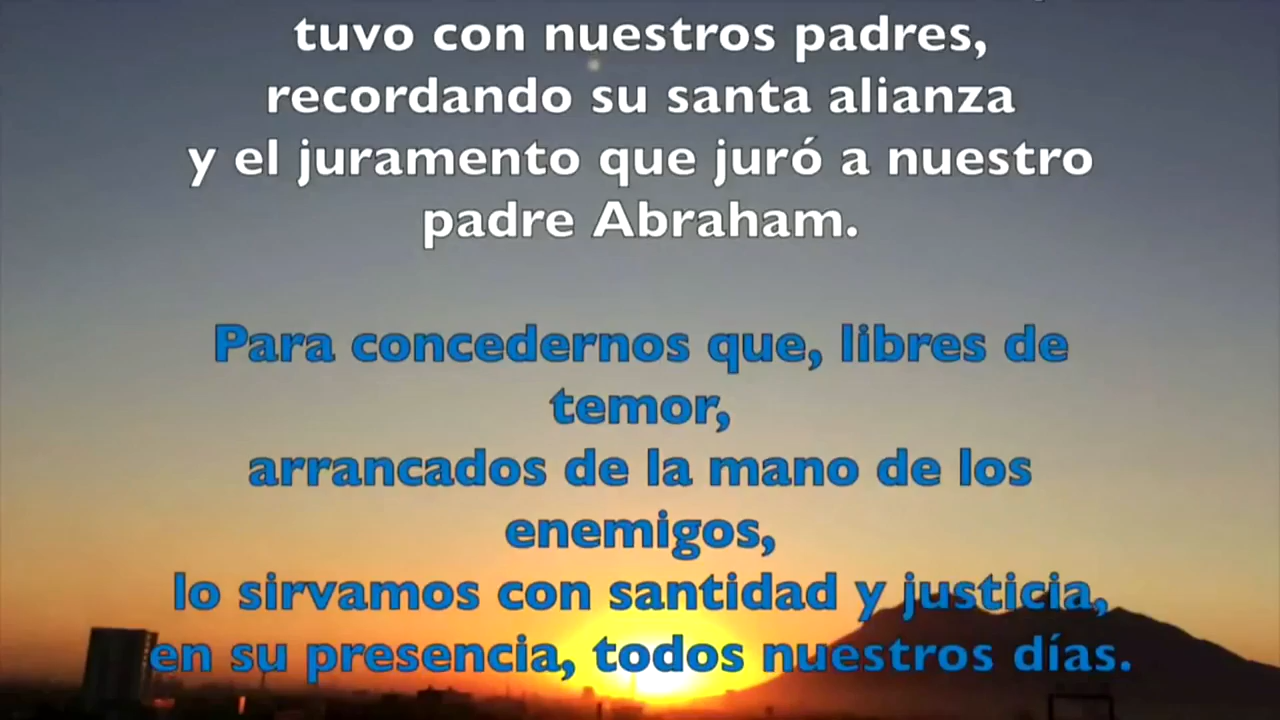 tuvo con nuestros padres,
recordando su santa alianza
y el juramento que juró a nuestro
padre Abraham.
Para concedernos que, libres de
temor,
arrancados de la mano de los
enemigos,
lo sirvamos con santidad y justicia,
en su presencia, todos nuestros días.